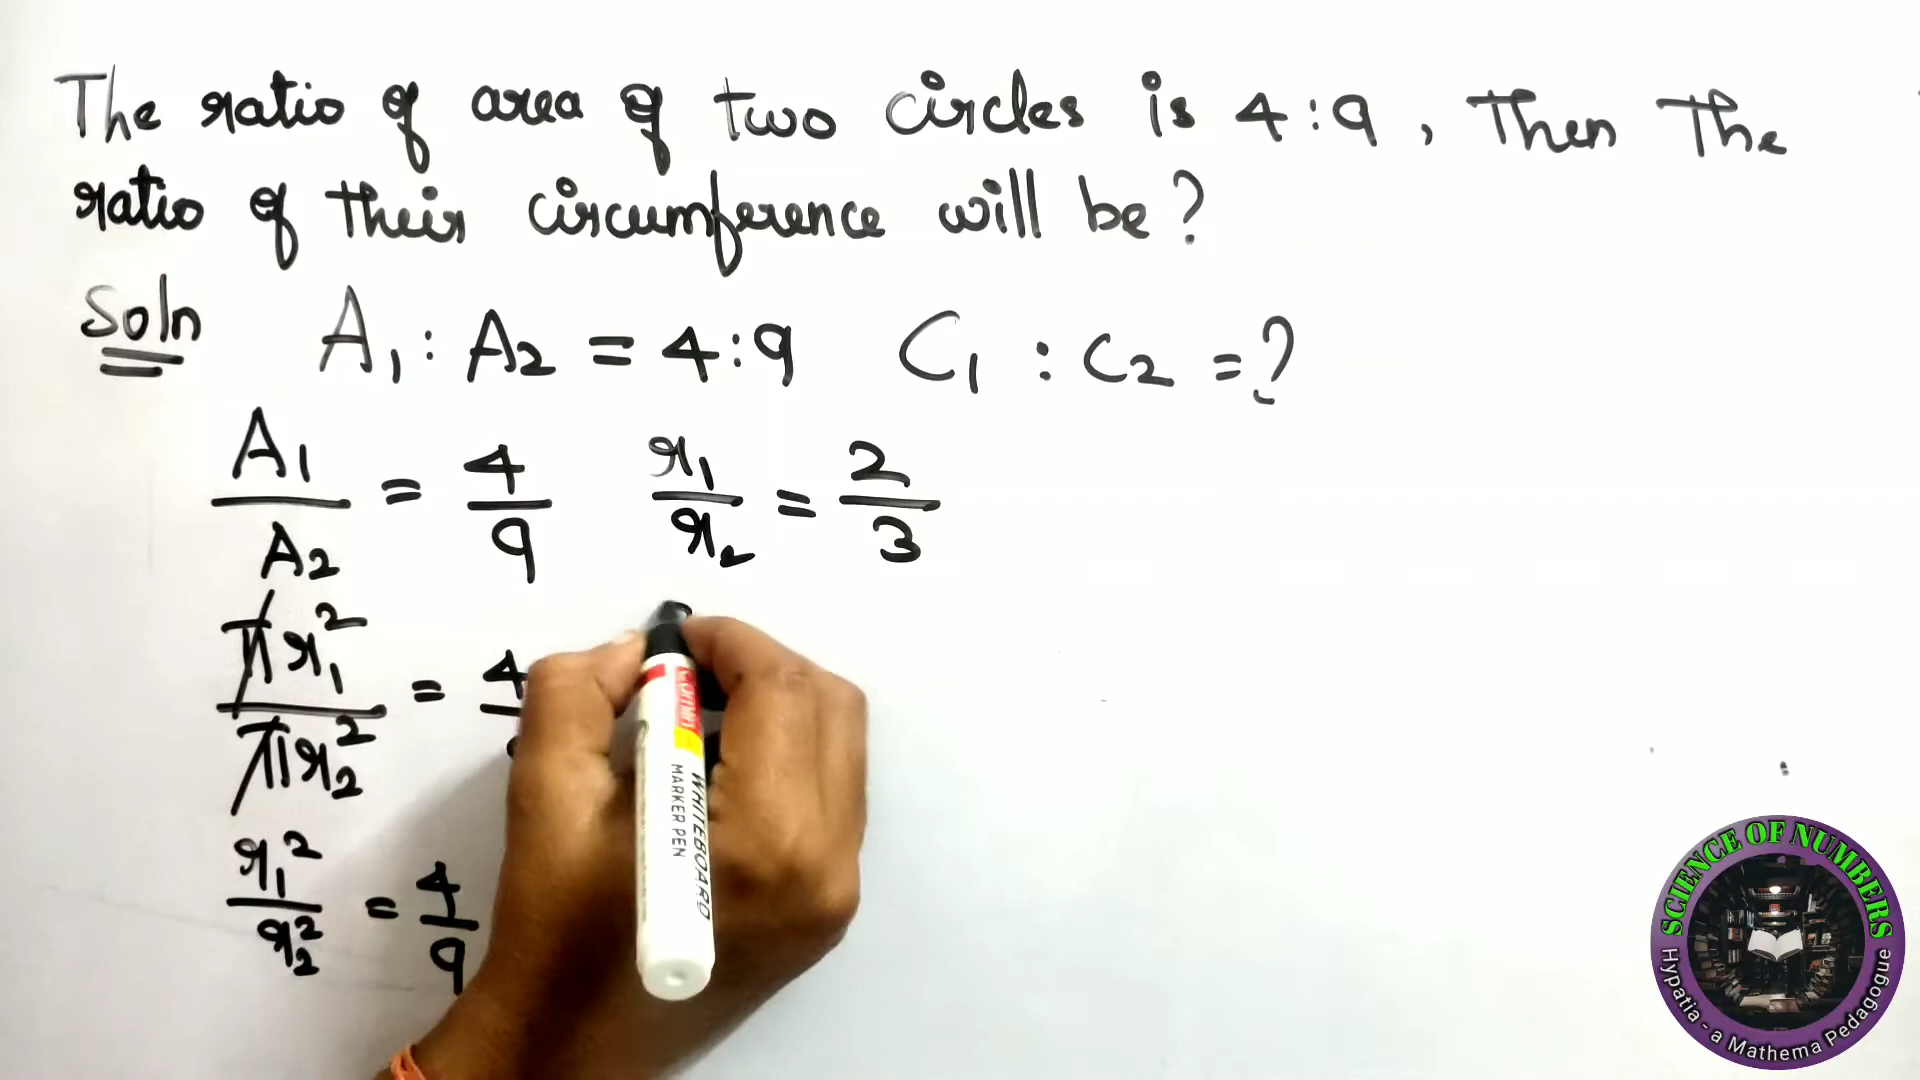 The ratio of area of two circles is 4:9, Then The
ratio of their circumference will be?
Soln A₁ : A₂ = 4:9 C₁ : C₂ = ?
A₁/A₂ = 4/9 r₁/r₂ = 2/3
πr₁²/πr₂² = 4
r₁²/r₂² = 4/9
COMLIN
WHITEBOARD
MARKER PEN
SCIENCE OF NUMBERS
Hypatia - a Mathema Pedagogue